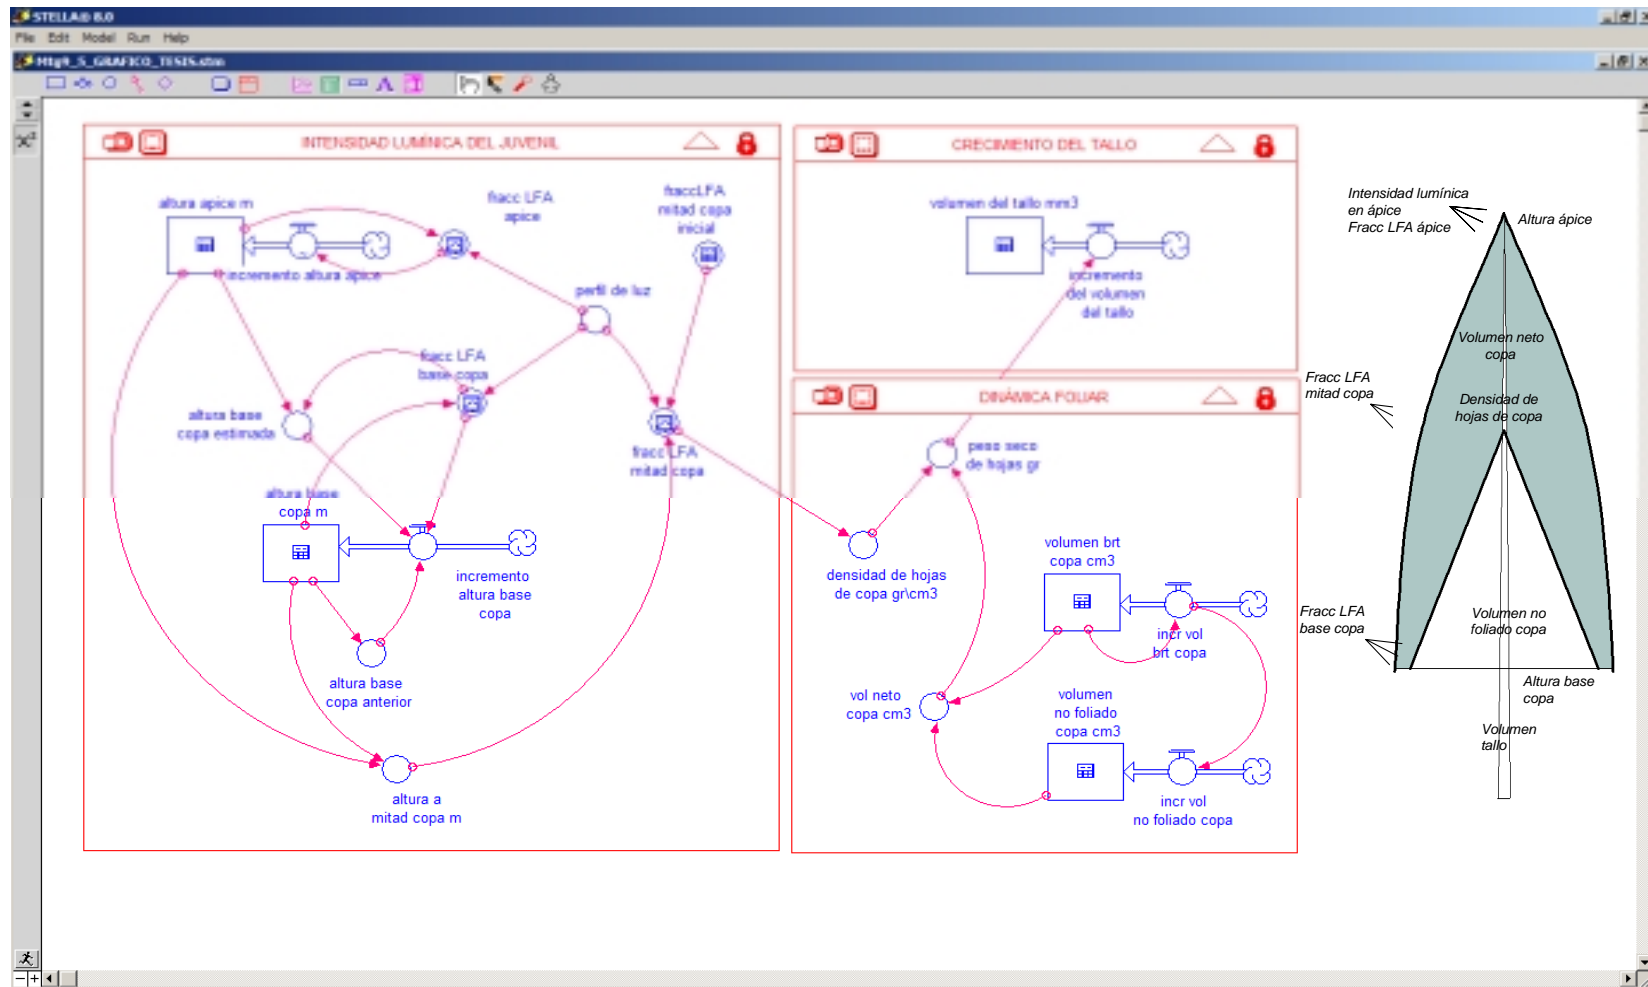 STELLA® 8.0
File Edit Model Run Help
Mtg9_5_GRAFICO_TESIS.stm
INTENSIDAD LUMÍNICA DEL JUVENIL
altura apice m
incremento altura apice
fracc LFA
apice
fraccLFA
mitad copa
inicial
perfil de luz
fracc LFA
base copa
altura base
copa estimada
fracc LFA
mitad copa
altura base
copa m
incremento
altura base
copa
altura base
copa anterior
altura a
mitad copa m
CRECIMIENTO DEL TALLO
volumen del tallo mm3
incremento
del volumen
del tallo
DINÁMICA FOLIAR
peso seco
de hojas gr
densidad de hojas
de copa gr\cm3
volumen brt
copa cm3
incr vol
brt copa
vol neto
copa cm3
volumen
no foliado
copa cm3
incr vol
no foliado copa
Intensidad lumínica
en ápice
Fracc LFA ápice
Altura ápice
Volumen neto
copa
Fracc LFA
mitad copa
Densidad de
hojas de copa
Fracc LFA
base copa
Volumen no
foliado copa
Altura base
copa
Volumen
tallo